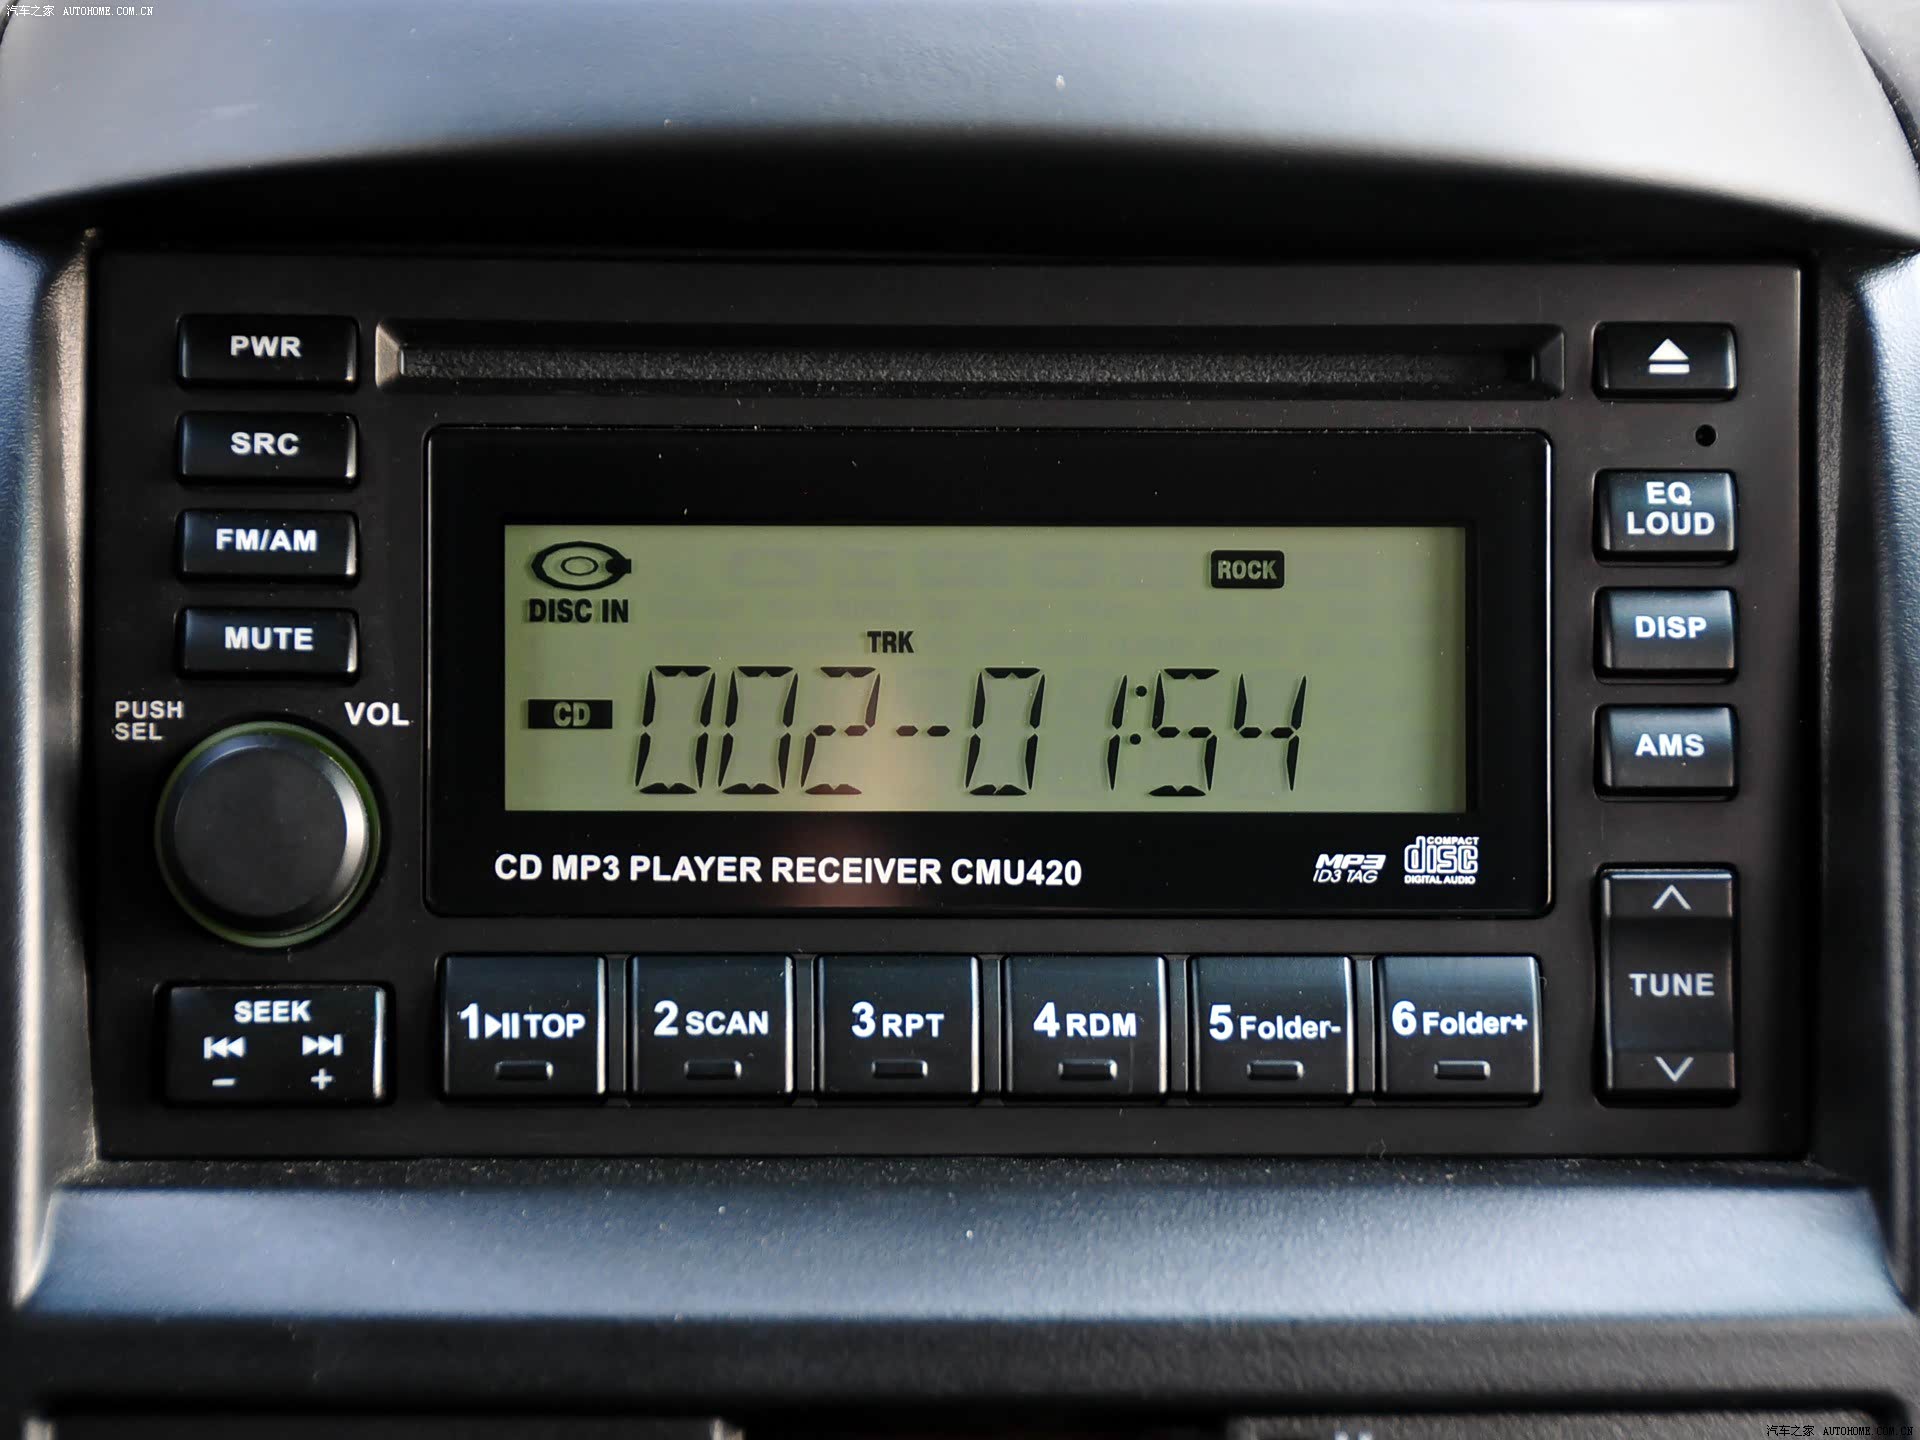 汽车之家 AUTOHOME.COM.CN
PWR
SRC
FM/AM
MUTE
PUSH
SEL
VOL
SEEK
- +
DISC IN
ROCK
TRK
CD 002--01:54
CD MP3 PLAYER RECEIVER CMU420
MP3
ID3 TAG
COMPACT
disc
DIGITAL AUDIO
1 TOP
2 SCAN
3 RPT
4 RDM
5 Folder-
6 Folder+
EQ
LOUD
DISP
AMS
TUNE
汽车之家 AUTOHOME.COM.CN